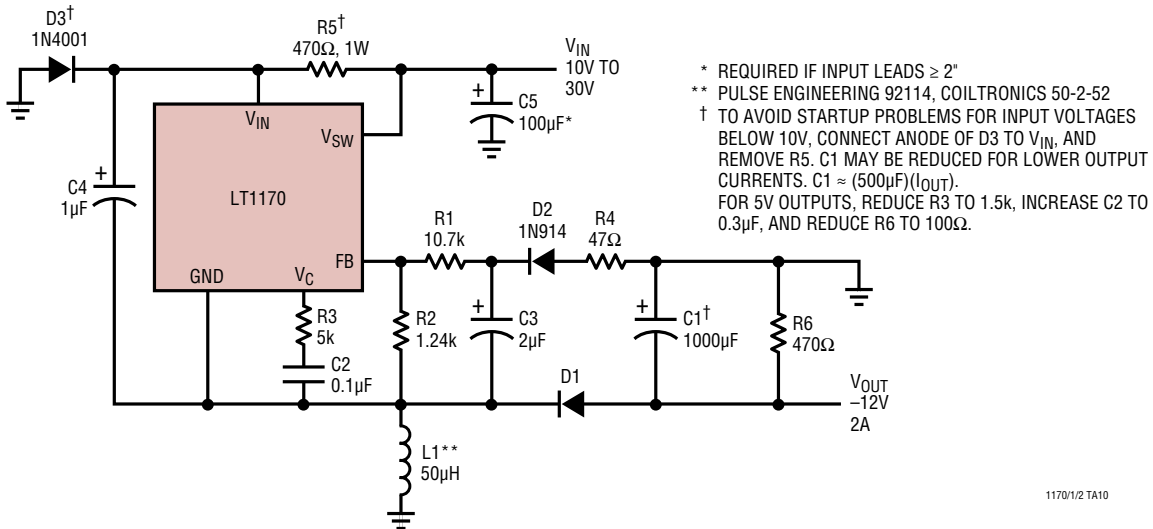 D3†
1N4001
R5†
470Ω, 1W
VIN
10V TO
30V
C5
100µF*
+
VIN
VSW
LT1170
C4
1µF
+
GND
VC
FB
R3
5k
C2
0.1µF
R1
10.7k
R2
1.24k
D2
1N914
R4
47Ω
+
C3
2µF
+
C1†
1000µF
R6
470Ω
D1
VOUT
–12V
2A
L1**
50µH
* REQUIRED IF INPUT LEADS ≥ 2"
** PULSE ENGINEERING 92114, COILTRONICS 50-2-52
† TO AVOID STARTUP PROBLEMS FOR INPUT VOLTAGES
BELOW 10V, CONNECT ANODE OF D3 TO VIN, AND
REMOVE R5. C1 MAY BE REDUCED FOR LOWER OUTPUT
CURRENTS. C1 ≈ (500µF)(IOUT).
FOR 5V OUTPUTS, REDUCE R3 TO 1.5k, INCREASE C2 TO
0.3µF, AND REDUCE R6 TO 100Ω.
1170/1/2 TA10